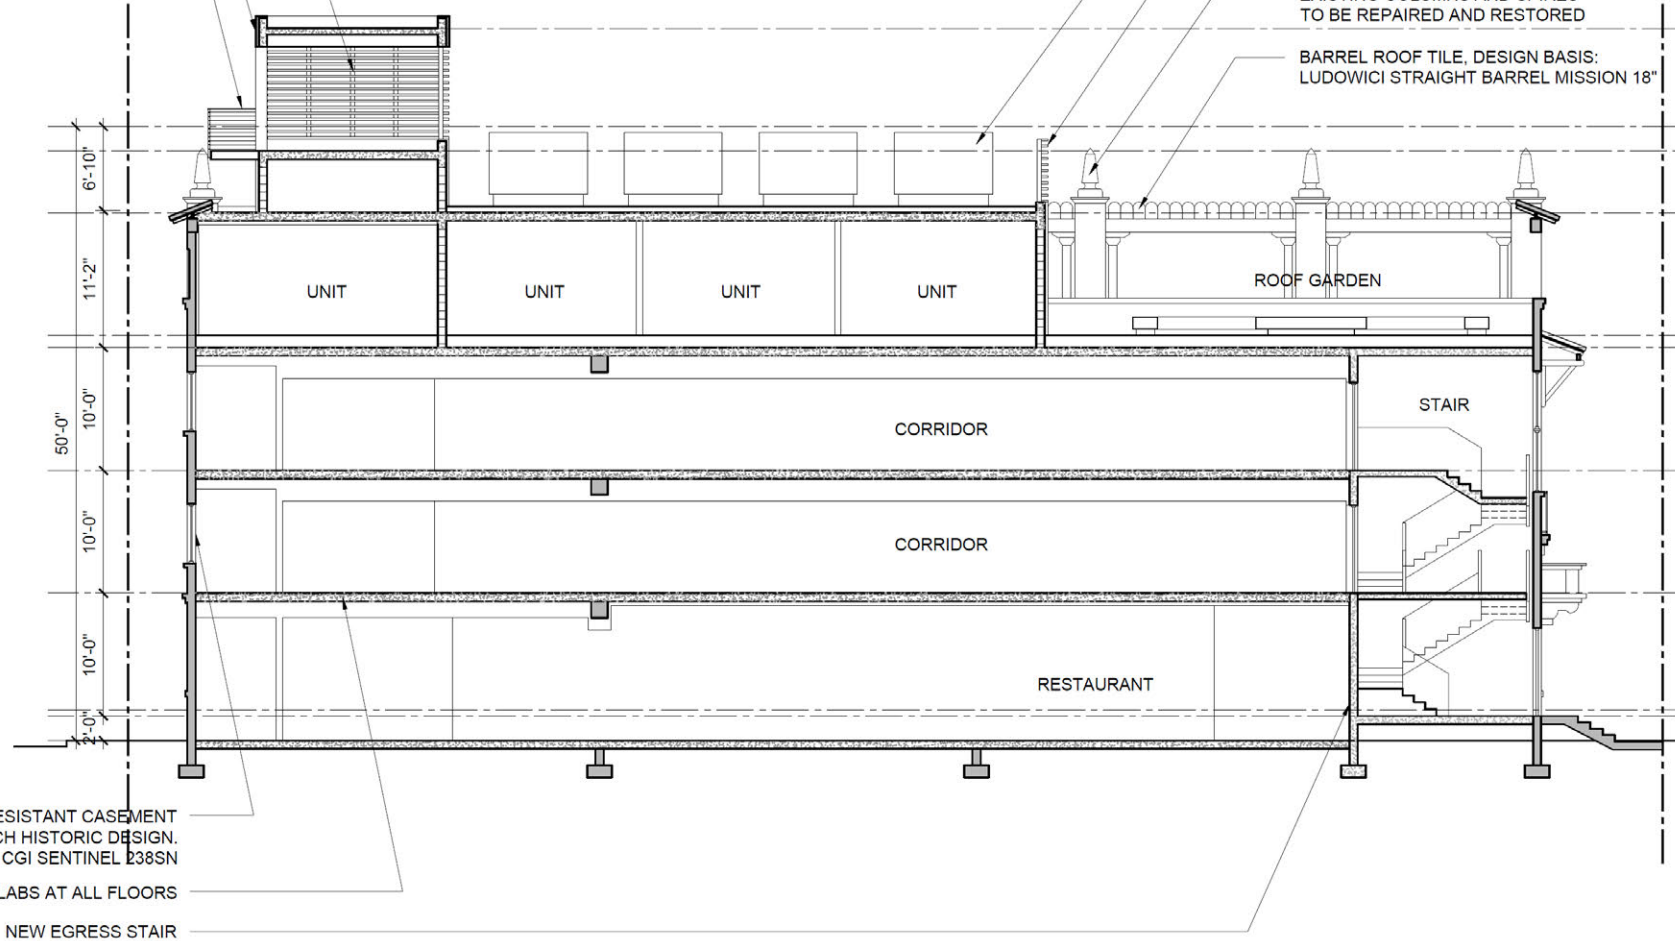 TO BE REPAIRED AND RESTORED
BARREL ROOF TILE, DESIGN BASIS:
LUDOWICI STRAIGHT BARREL MISSION 18"
6'-10"
11'-2"
50'-0"
10'-0"
10'-0"
10'-0"
2'-0"
UNIT
UNIT
UNIT
UNIT
ROOF GARDEN
CORRIDOR
STAIR
CORRIDOR
RESTAURANT
ESISTANT CASEMENT
CH HISTORIC DESIGN.
CGI SENTINEL 238SN
LABS AT ALL FLOORS
NEW EGRESS STAIR